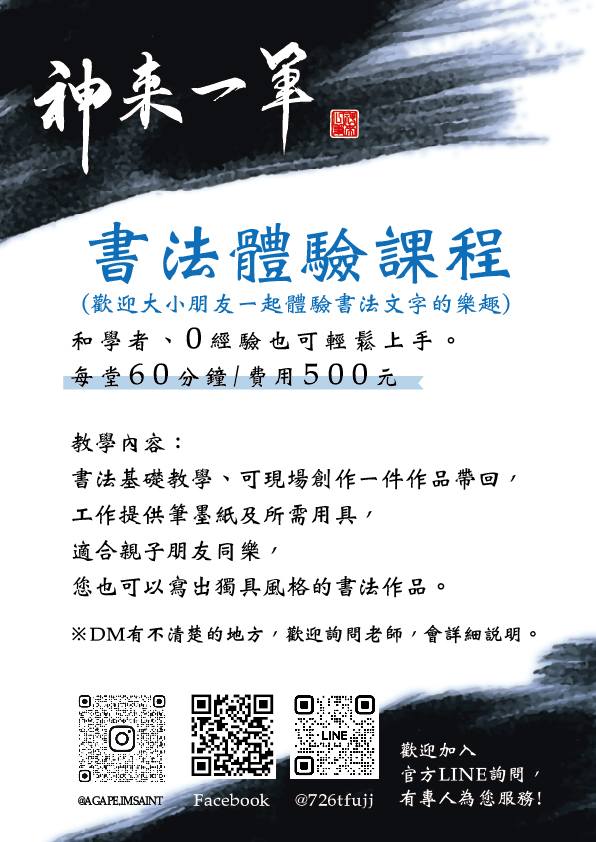 神来一筆
書法體驗課程
(歡迎大小朋友一起體驗書法文字的樂趣)
和學者、0經驗也可輕鬆上手。
每堂60分鐘/費用500元
教學內容：
書法基礎教學、可現場創作一件作品帶回，
工作提供筆墨紙及所需用具，
適合親子朋友同樂，
您也可以寫出獨具風格的書法作品。
※DM有不清楚的地方，歡迎詢問老師，會詳細說明。
LINE
@AGAPE.IMSAINT
Facebook
@726tfujj
歡迎加入
官方LINE詢問，
有專人為您服務!